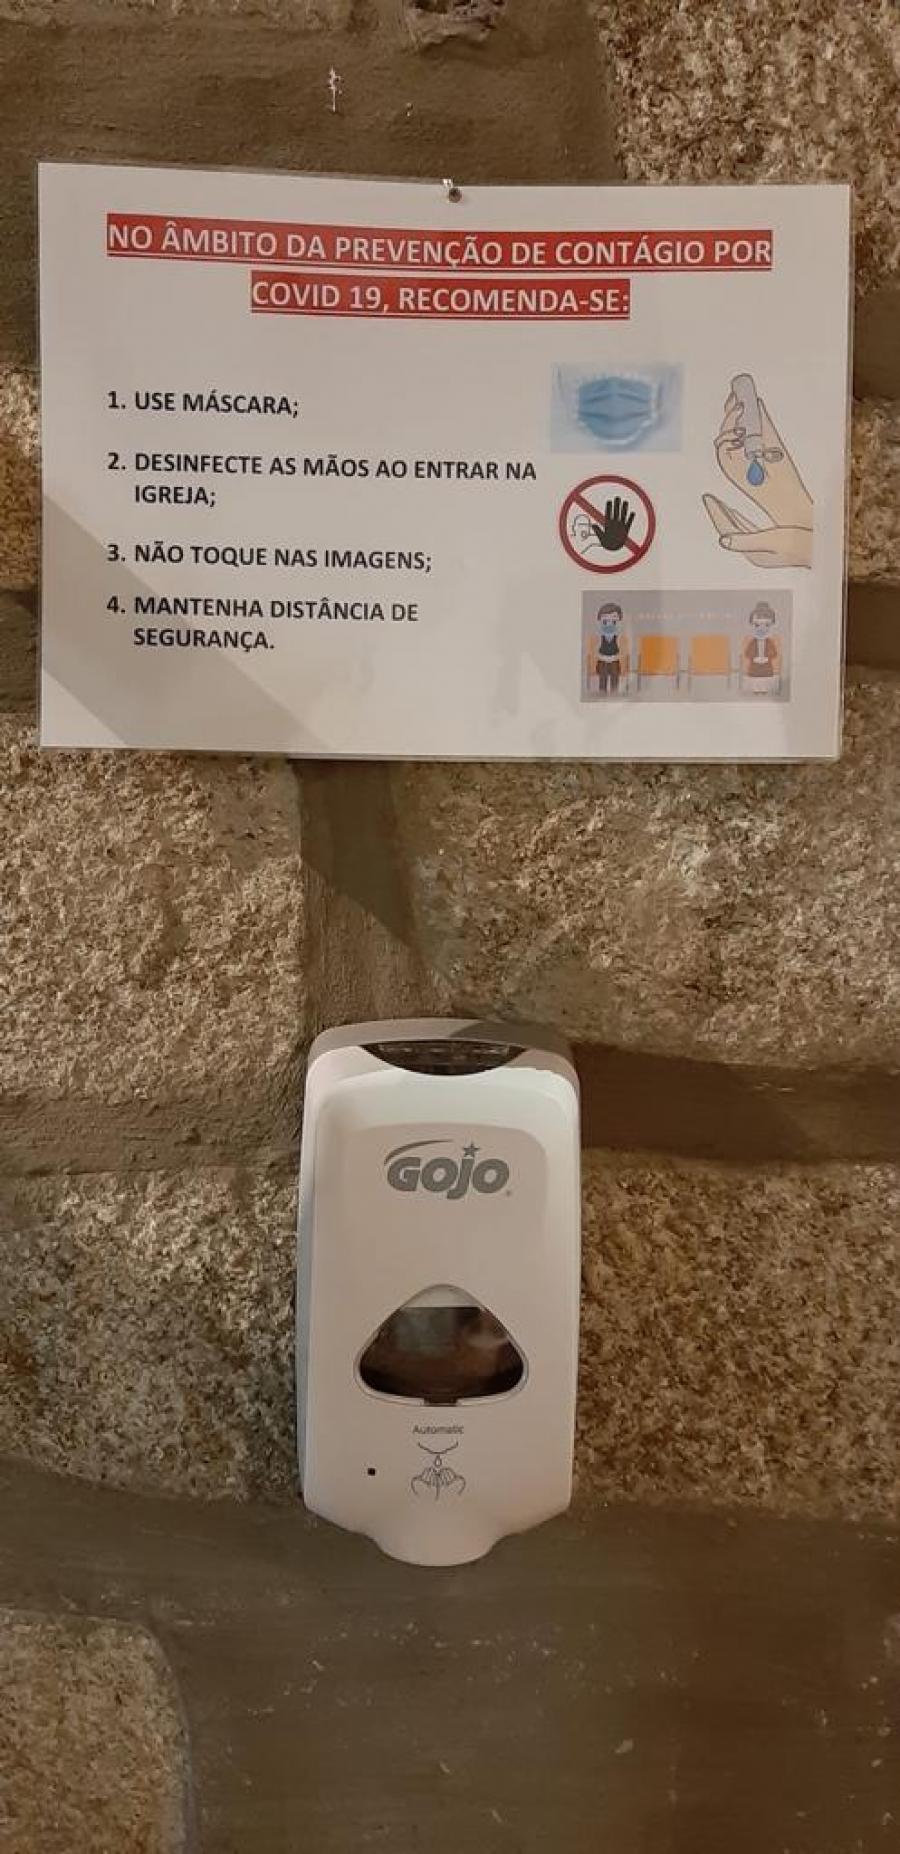 NO ÂMBITO DA PREVENÇÃO DE CONTÁGIO POR
COVID 19, RECOMENDA-SE:
1. USE MÁSCARA;
2. DESINFECTE AS MÃOS AO ENTRAR NA
IGREJA;
3. NÃO TOQUE NAS IMAGENS;
4. MANTENHA DISTÂNCIA DE
SEGURANÇA.
GOJO
Automatic